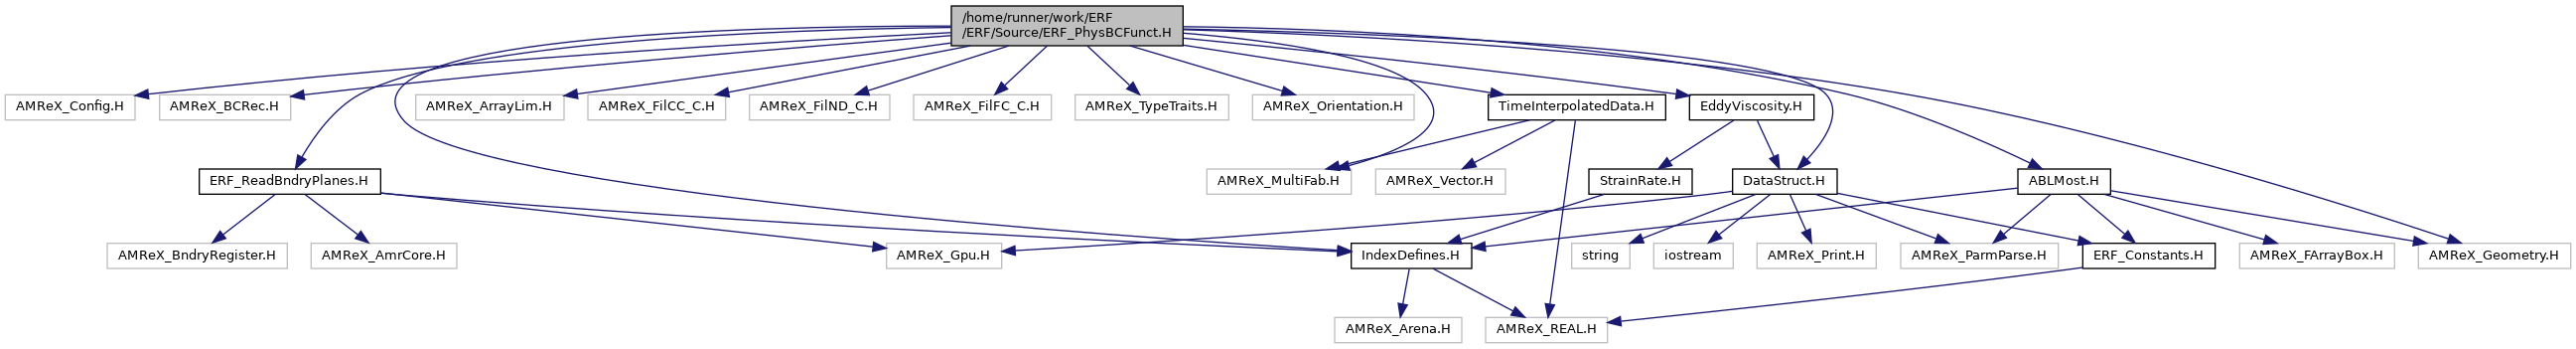 /home/runner/work/ERF
/ERF/Source/ERF_PhysBCFunct.H
AMReX_Config.H
AMReX_BCRec.H
AMReX_ArrayLim.H
AMReX_FilCC_C.H
AMReX_FilND_C.H
AMReX_FilFC_C.H
AMReX_TypeTraits.H
AMReX_Orientation.H
TimeInterpolatedData.H
EddyViscosity.H
ERF_ReadBndryPlanes.H
AMReX_MultiFab.H
AMReX_Vector.H
StrainRate.H
DataStruct.H
ABLMost.H
AMReX_BndryRegister.H
AMReX_AmrCore.H
AMReX_Gpu.H
IndexDefines.H
string
iostream
AMReX_Print.H
AMReX_ParmParse.H
ERF_Constants.H
AMReX_FArrayBox.H
AMReX_Geometry.H
AMReX_Arena.H
AMReX_REAL.H